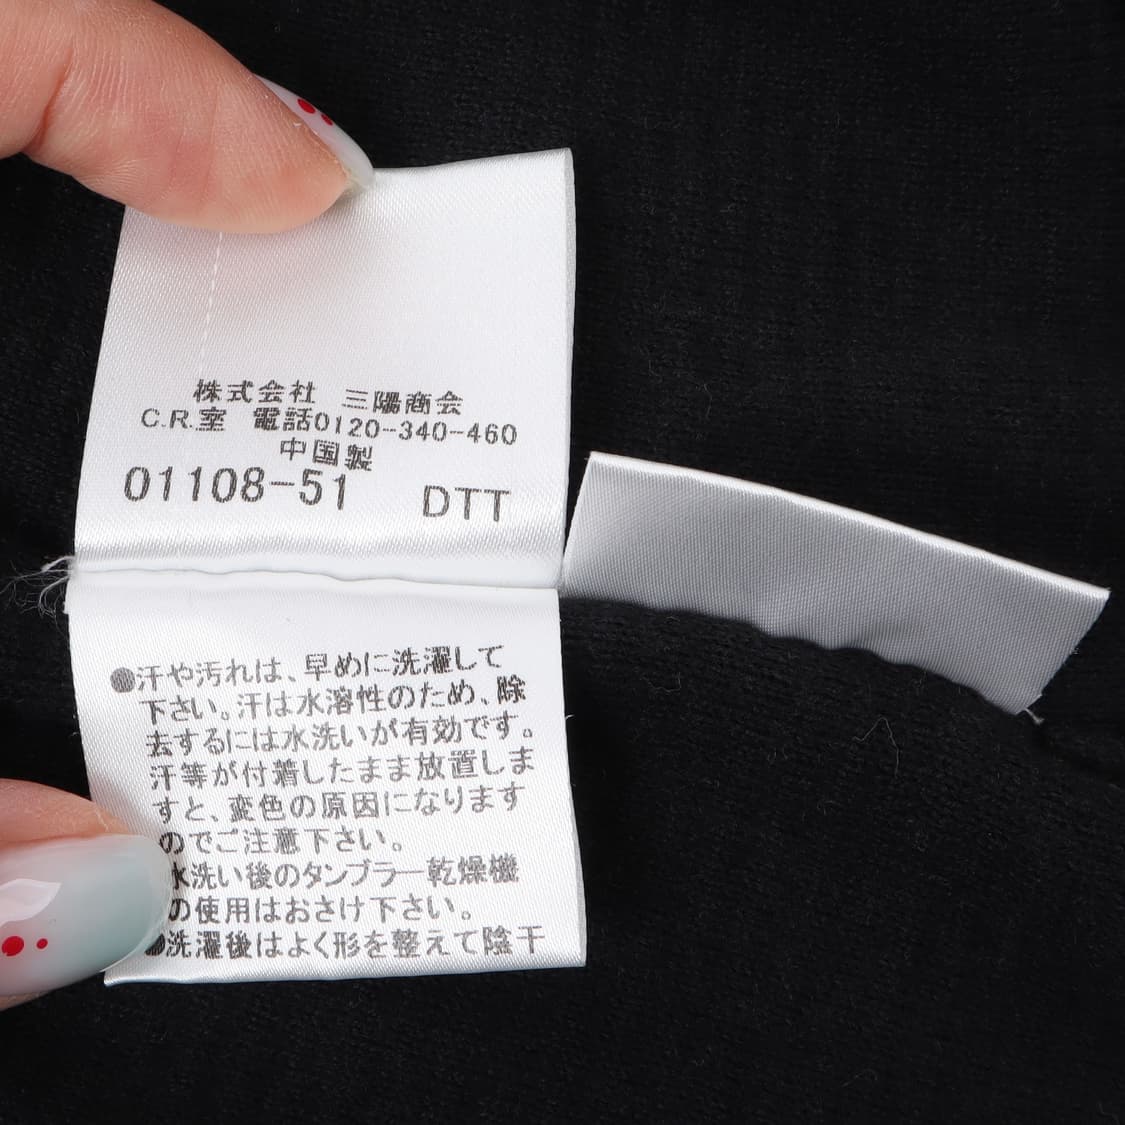 株式会社 三陽商会
C.R.室 電話0120-340-460
中国製
01108-51 DTT
●汗や汚れは、早めに洗濯して
下さい。汗は水溶性のため、除
去するには水洗いが有効です。
汗等が付着したまま放置しま
すと、変色の原因になります
のでご注意下さい。
水洗い後のタンブラー乾燥機
の使用はおさけ下さい。
●洗濯後はよく形を整えて陰干